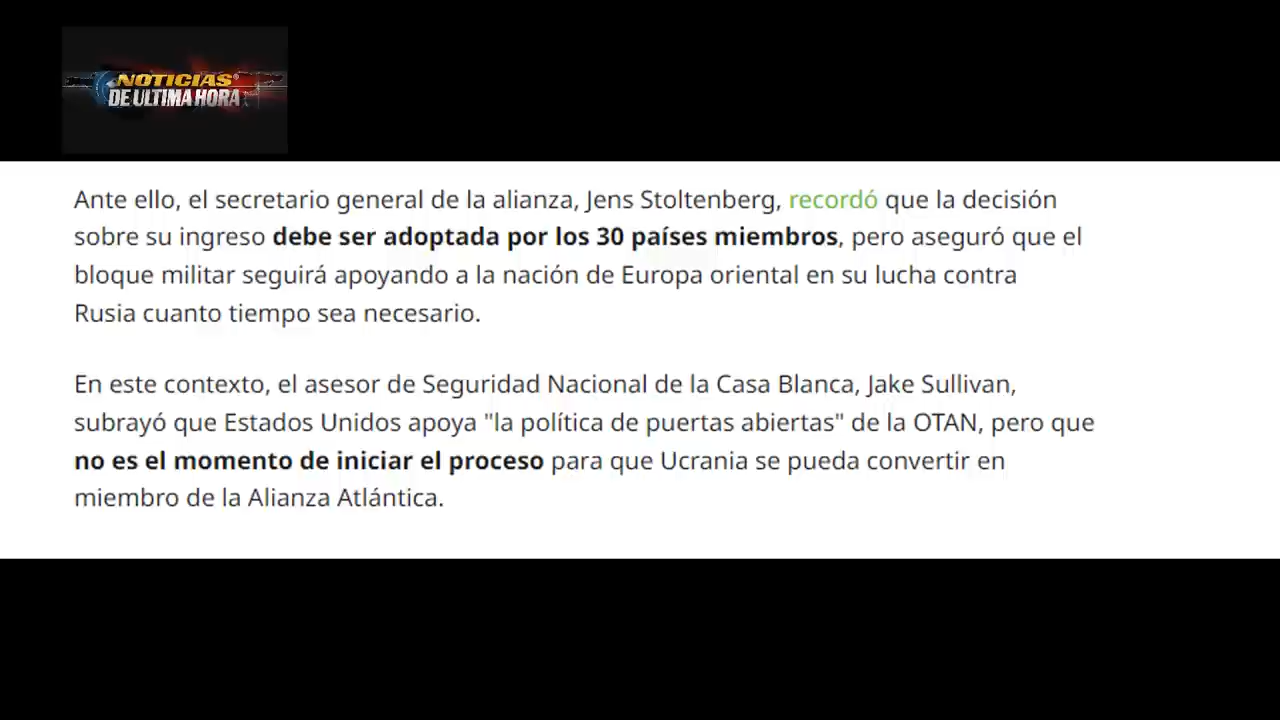 NOTICIAS
DE ULTIMA HORA
Ante ello, el secretario general de la alianza, Jens Stoltenberg, recordó que la decisión
sobre su ingreso debe ser adoptada por los 30 países miembros, pero aseguró que el
bloque militar seguirá apoyando a la nación de Europa oriental en su lucha contra
Rusia cuanto tiempo sea necesario.
En este contexto, el asesor de Seguridad Nacional de la Casa Blanca, Jake Sullivan,
subrayó que Estados Unidos apoya "la política de puertas abiertas" de la OTAN, pero que
no es el momento de iniciar el proceso para que Ucrania se pueda convertir en
miembro de la Alianza Atlántica.